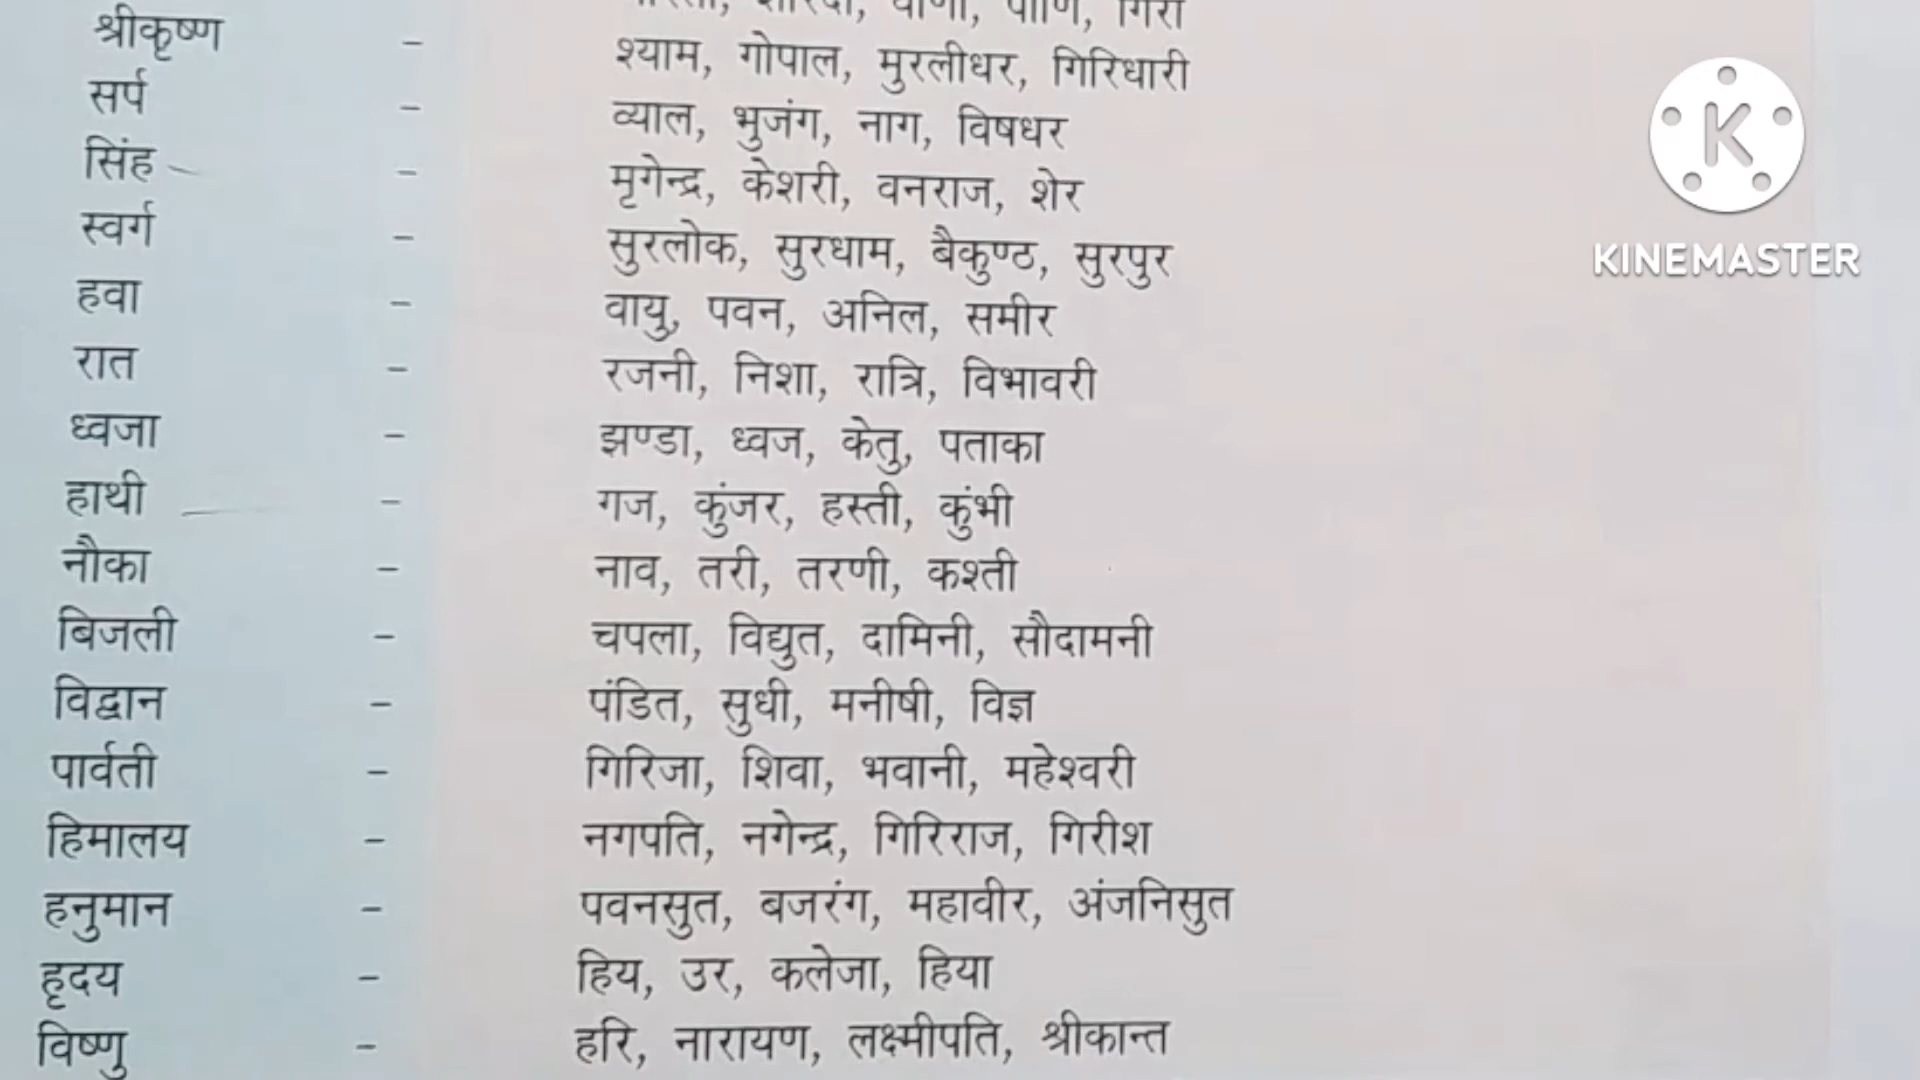 गिरा
श्रीकृष्ण - श्याम, गोपाल, मुरलीधर, गिरिधारी
सर्प - व्याल, भुजंग, नाग, विषधर
सिंह - मृगेन्द्र, केशरी, वनराज, शेर
स्वर्ग - सुरलोक, सुरधाम, बैकुण्ठ, सुरपुर
हवा - वायु, पवन, अनिल, समीर
रात - रजनी, निशा, रात्रि, विभावरी
ध्वजा - झण्डा, ध्वज, केतु, पताका
हाथी - गज, कुंजर, हस्ती, कुंभी
नौका - नाव, तरी, तरणी, कश्ती
बिजली - चपला, विद्युत, दामिनी, सौदामनी
विद्वान - पंडित, सुधी, मनीषी, विज्ञ
पार्वती - गिरिजा, शिवा, भवानी, महेश्वरी
हिमालय - नगपति, नगेन्द्र, गिरिराज, गिरीश
हनुमान - पवनसुत, बजरंग, महावीर, अंजनिसुत
हृदय - हिय, उर, कलेजा, हिया
विष्णु - हरि, नारायण, लक्ष्मीपति, श्रीकान्त
K
KINEMASTER